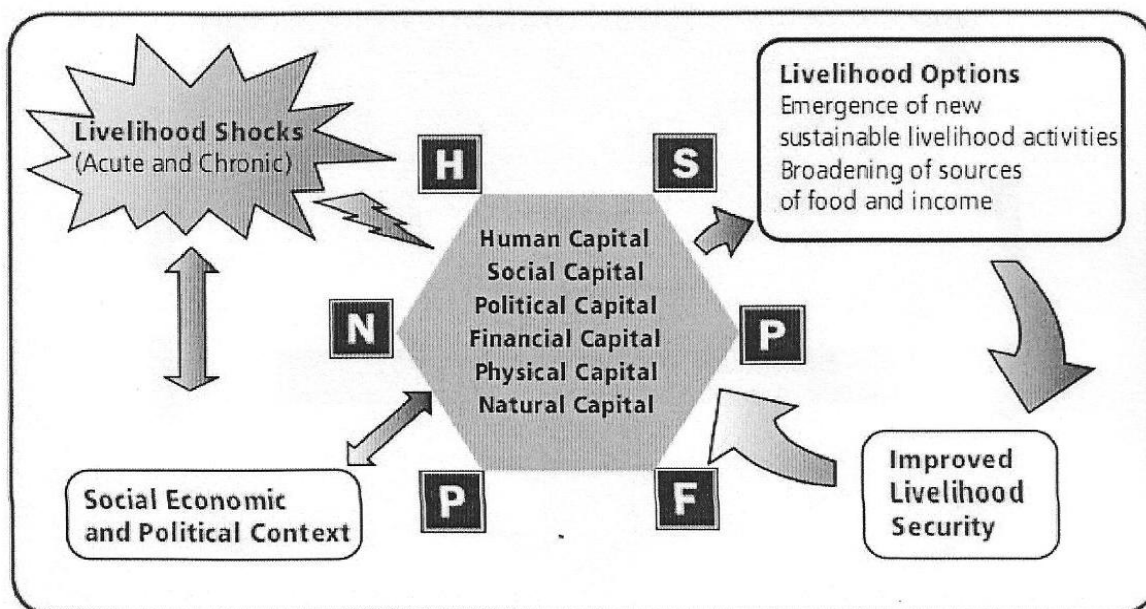 Livelihood Shocks
(Acute and Chronic)
H
S
Livelihood Options
Emergence of new
sustainable livelihood activities
Broadening of sources
of food and income
N
Human Capital
Social Capital
Political Capital
Financial Capital
Physical Capital
Natural Capital
P
Social Economic
and Political Context
P
F
Improved
Livelihood
Security